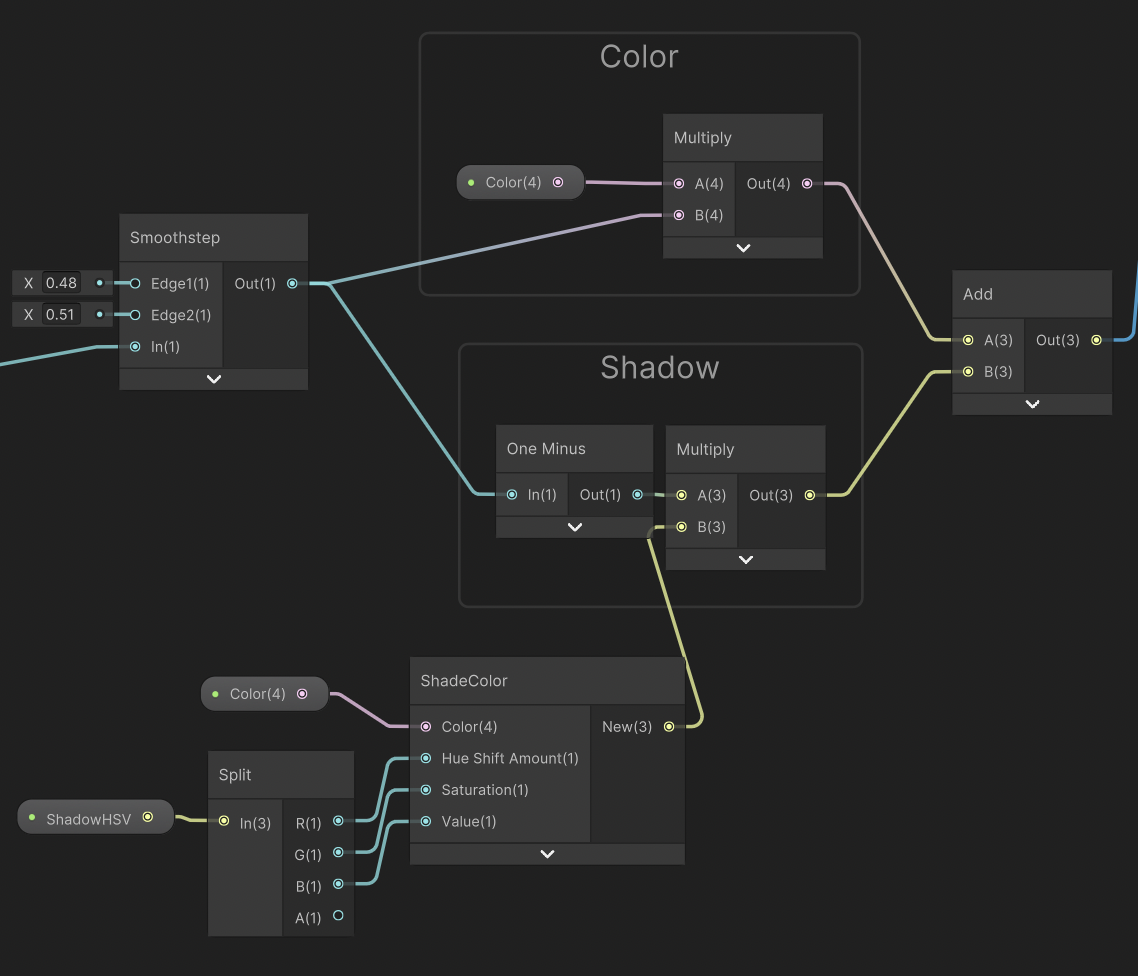 Color
Multiply
Color(4)
A(4)
Out(4)
B(4)
Smoothstep
X 0.48
Edge1(1)
Out(1)
X 0.51
Edge2(1)
In(1)
Add
A(3)
Out(3)
B(3)
Shadow
One Minus
In(1)
Out(1)
Multiply
A(3)
Out(3)
B(3)
Color(4)
ShadeColor
Color(4)
New(3)
Hue Shift Amount(1)
Saturation(1)
Value(1)
ShadowHSV
Split
In(3)
R(1)
G(1)
B(1)
A(1)